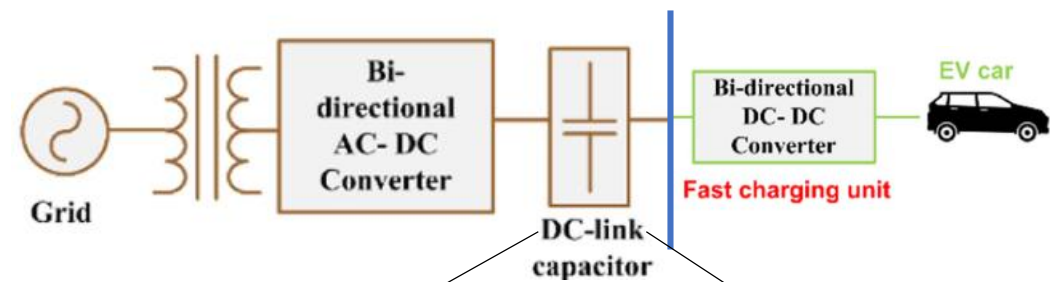 Grid
Bi-
directional
AC- DC
Converter
DC-link
capacitor
Bi-directional
DC- DC
Converter
Fast charging unit
EV car